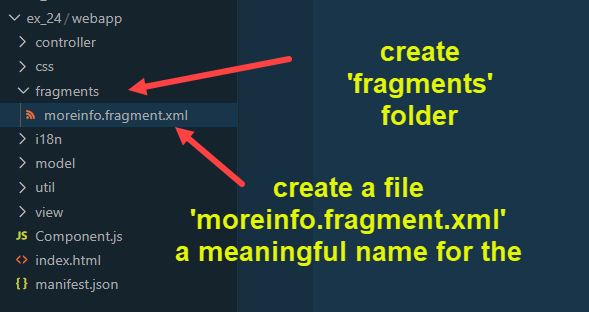 ex_24/webapp
controller
css
fragments
moreinfo.fragment.xml
i18n
model
util
view
JS Component.js
<> index.html
{} manifest.json
create
'fragments'
folder
create a file
'moreinfo.fragment.xml'
a meaningful name for the